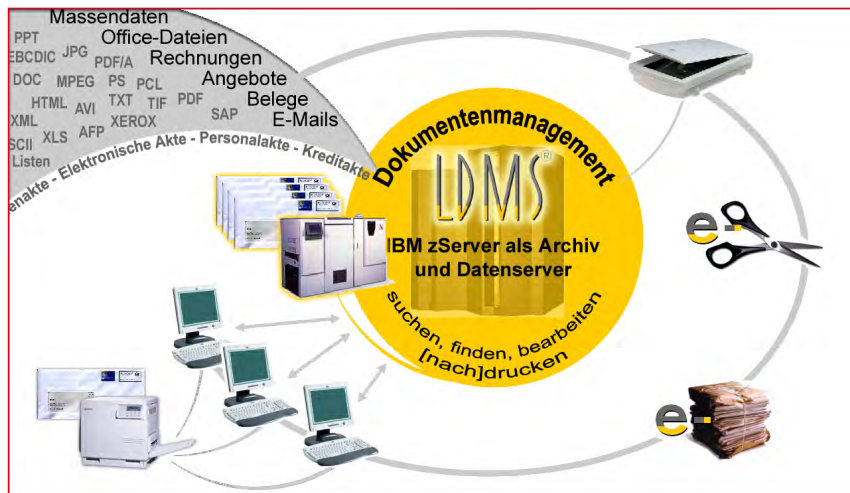 Massendaten
PPT
Office-Dateien
EBCDIC JPG PDF/A
Rechnungen
DOC MPEG PS PCL
Angebote
HTML AVI TXT TIF PDF
Belege
XML XLS AFP XEROX SAP
E-Mails
SCII
Listen
enakte - Elektronische Akte - Personalakte - Kreditakte
Dokumentenmanagement
LDMS®
IBM zServer als Archiv
und Datenserver
suchen, finden, bearbeiten
[nach]drucken
e-
e-